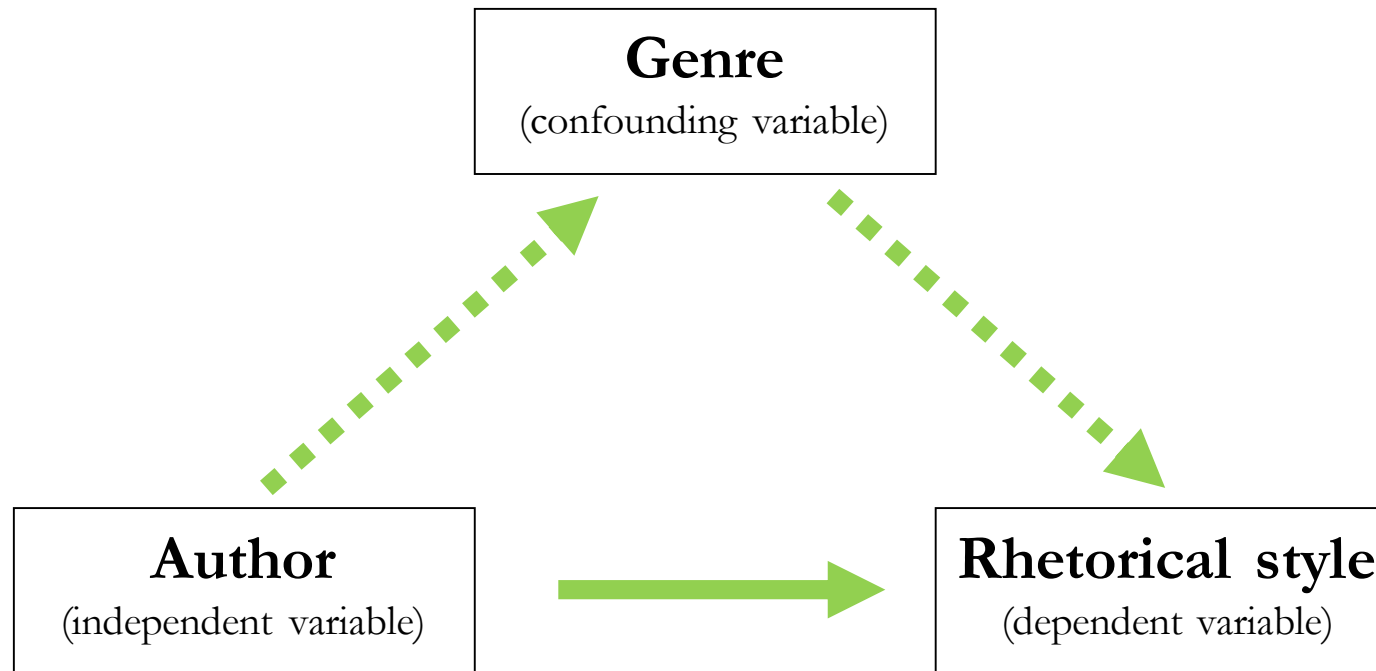 Genre
(confounding variable)
Author
(independent variable)
Rhetorical style
(dependent variable)